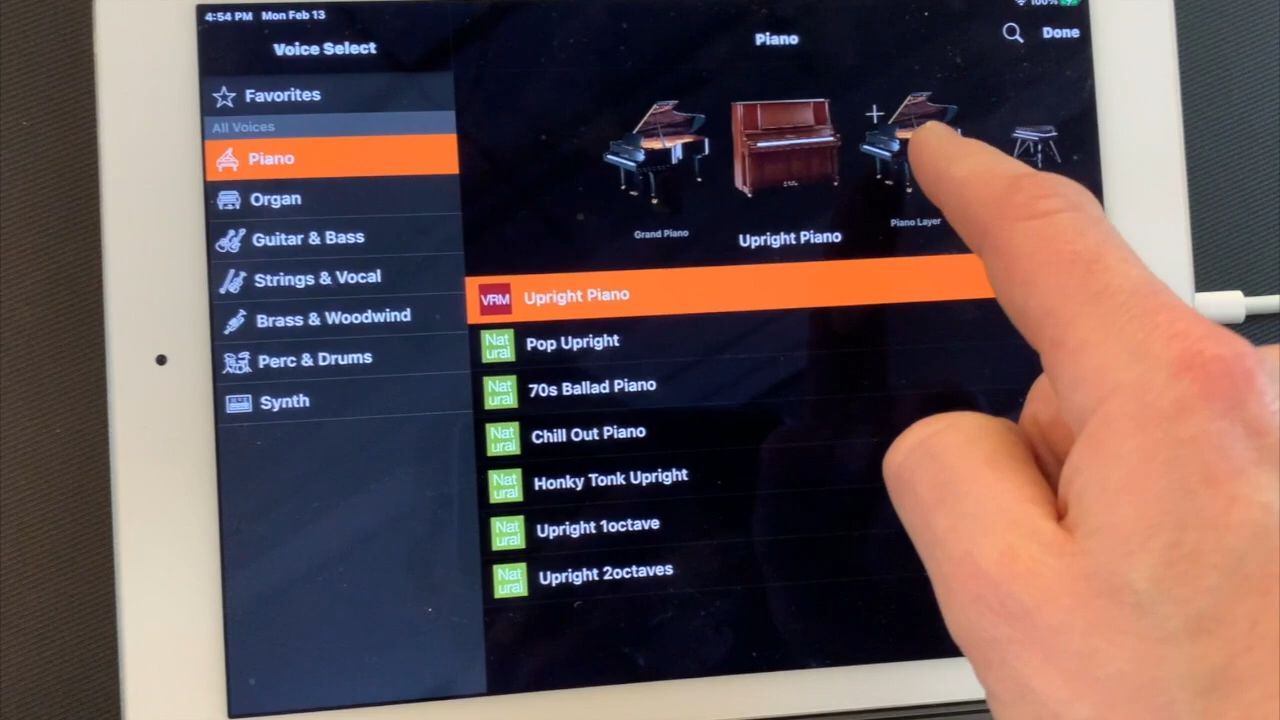 4:54 PM Mon Feb 13
100%
Voice Select
Piano
Done
Favorites
All Voices
Piano
Organ
Guitar & Bass
Strings & Vocal
Brass & Woodwind
Perc & Drums
Synth
Grand Piano
Upright Piano
Piano Layer
VRM Upright Piano
Nat
ural Pop Upright
Nat
ural 70s Ballad Piano
Nat
ural Chill Out Piano
Nat
ural Honky Tonk Upright
Nat
ural Upright 1octave
Nat
ural Upright 2octaves